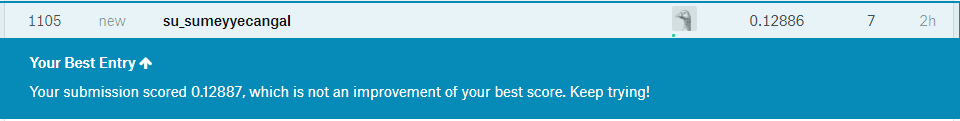 1105 new su_sumeyyecangal 0.12886 7 2h
Your Best Entry
Your submission scored 0.12887, which is not an improvement of your best score. Keep trying!